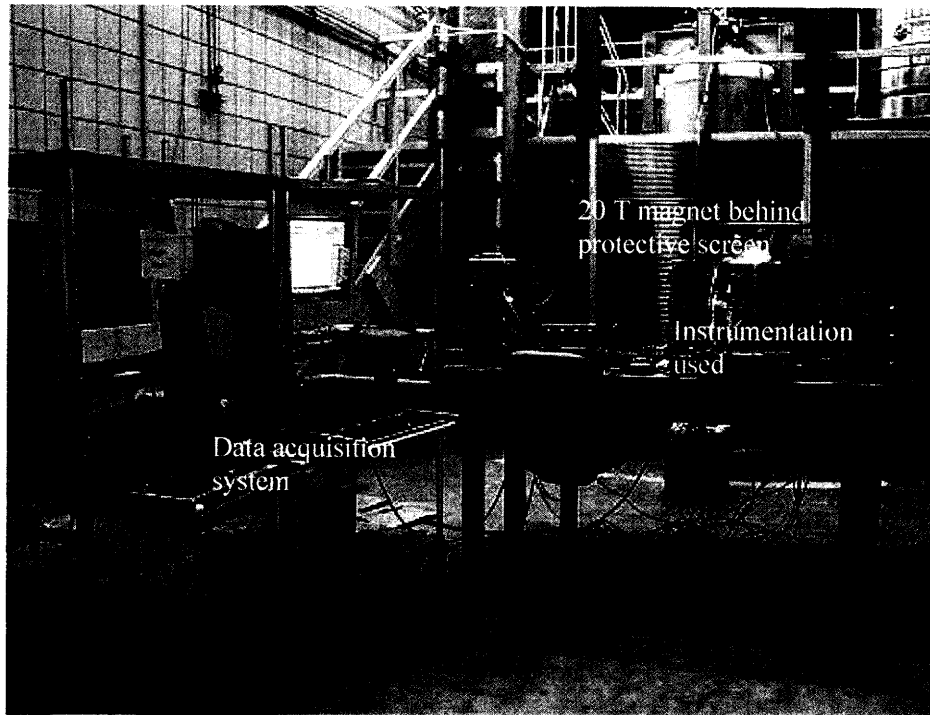 20 T magnet behind
protective screen
Instrumentation
used
Data acquisition
system